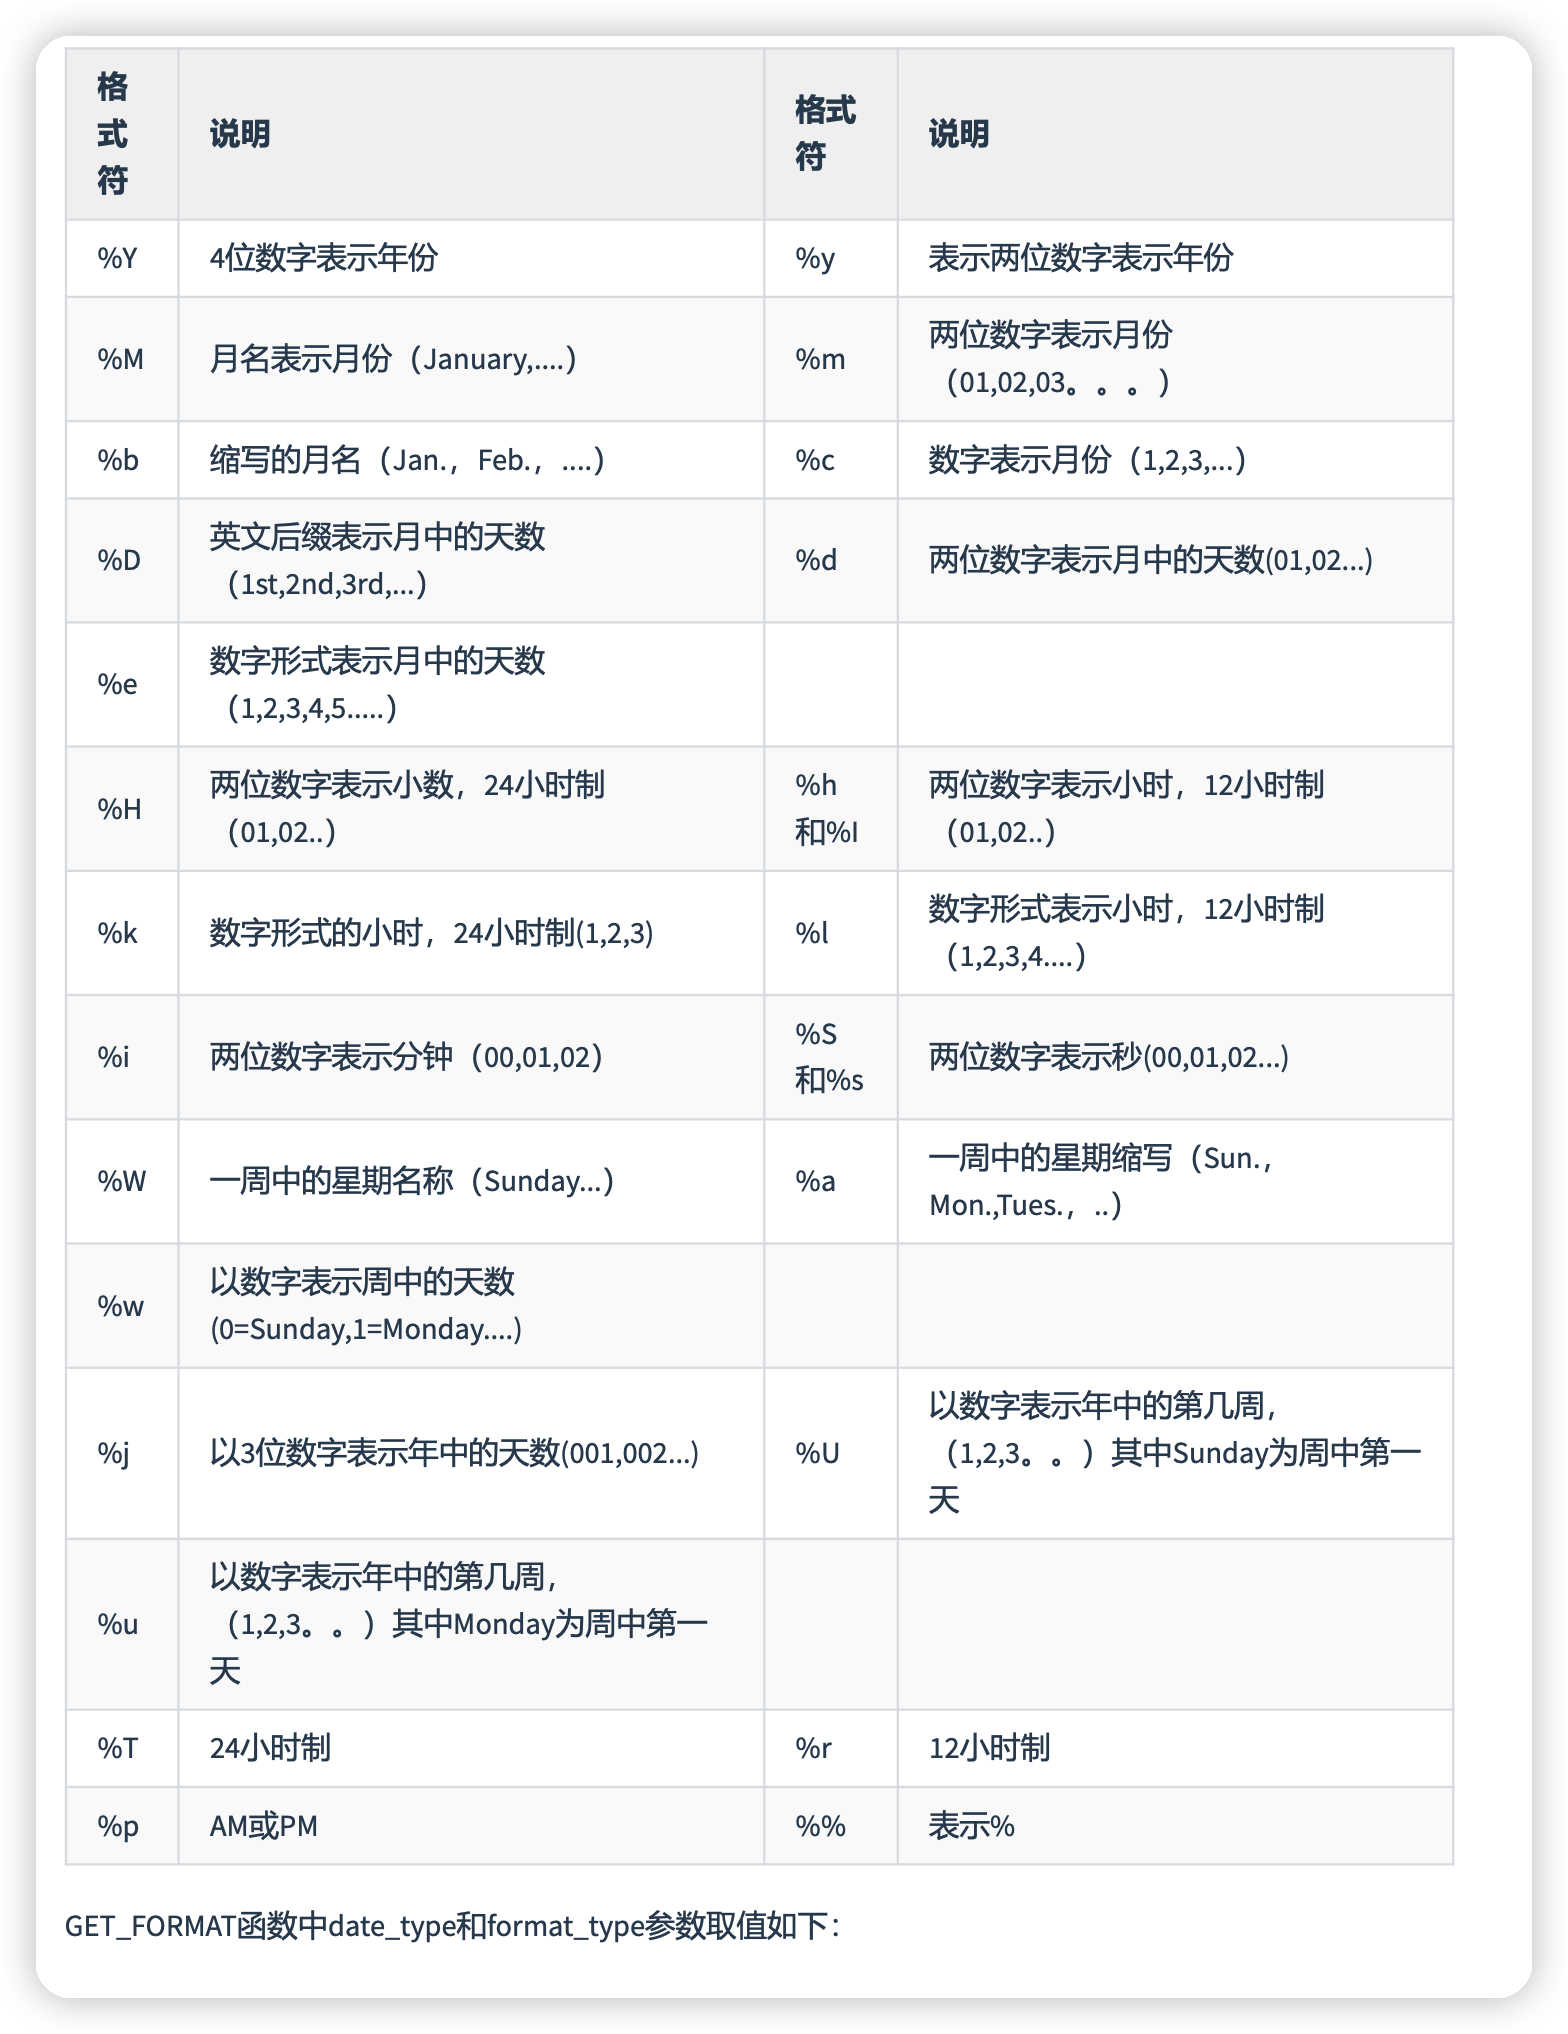 格
式
符
说明
格式
符
说明
%Y
4位数字表示年份
%y
表示两位数字表示年份
%M
月名表示月份（January,....）
%m
两位数字表示月份
（01,02,03。。。）
%b
缩写的月名（Jan.，Feb.，....）
%c
数字表示月份（1,2,3,...）
%D
英文后缀表示月中的天数
（1st,2nd,3rd,...）
%d
两位数字表示月中的天数(01,02...)
%e
数字形式表示月中的天数
（1,2,3,4,5.....）
%H
两位数字表示小数，24小时制
（01,02..）
%h
和%I
两位数字表示小时，12小时制
（01,02..）
%k
数字形式的小时，24小时制(1,2,3)
%l
数字形式表示小时，12小时制
（1,2,3,4....）
%i
两位数字表示分钟（00,01,02）
%S
和%s
两位数字表示秒(00,01,02...)
%W
一周中的星期名称（Sunday...）
%a
一周中的星期缩写（Sun.，
Mon.,Tues.，..）
%w
以数字表示周中的天数
(0=Sunday,1=Monday....)
%j
以3位数字表示年中的天数(001,002...)
%U
以数字表示年中的第几周，
（1,2,3。。）其中Sunday为周中第一
天
%u
以数字表示年中的第几周，
（1,2,3。。）其中Monday为周中第一
天
%T
24小时制
%r
12小时制
%p
AM或PM
%%
表示%
GET_FORMAT函数中date_type和format_type参数取值如下：